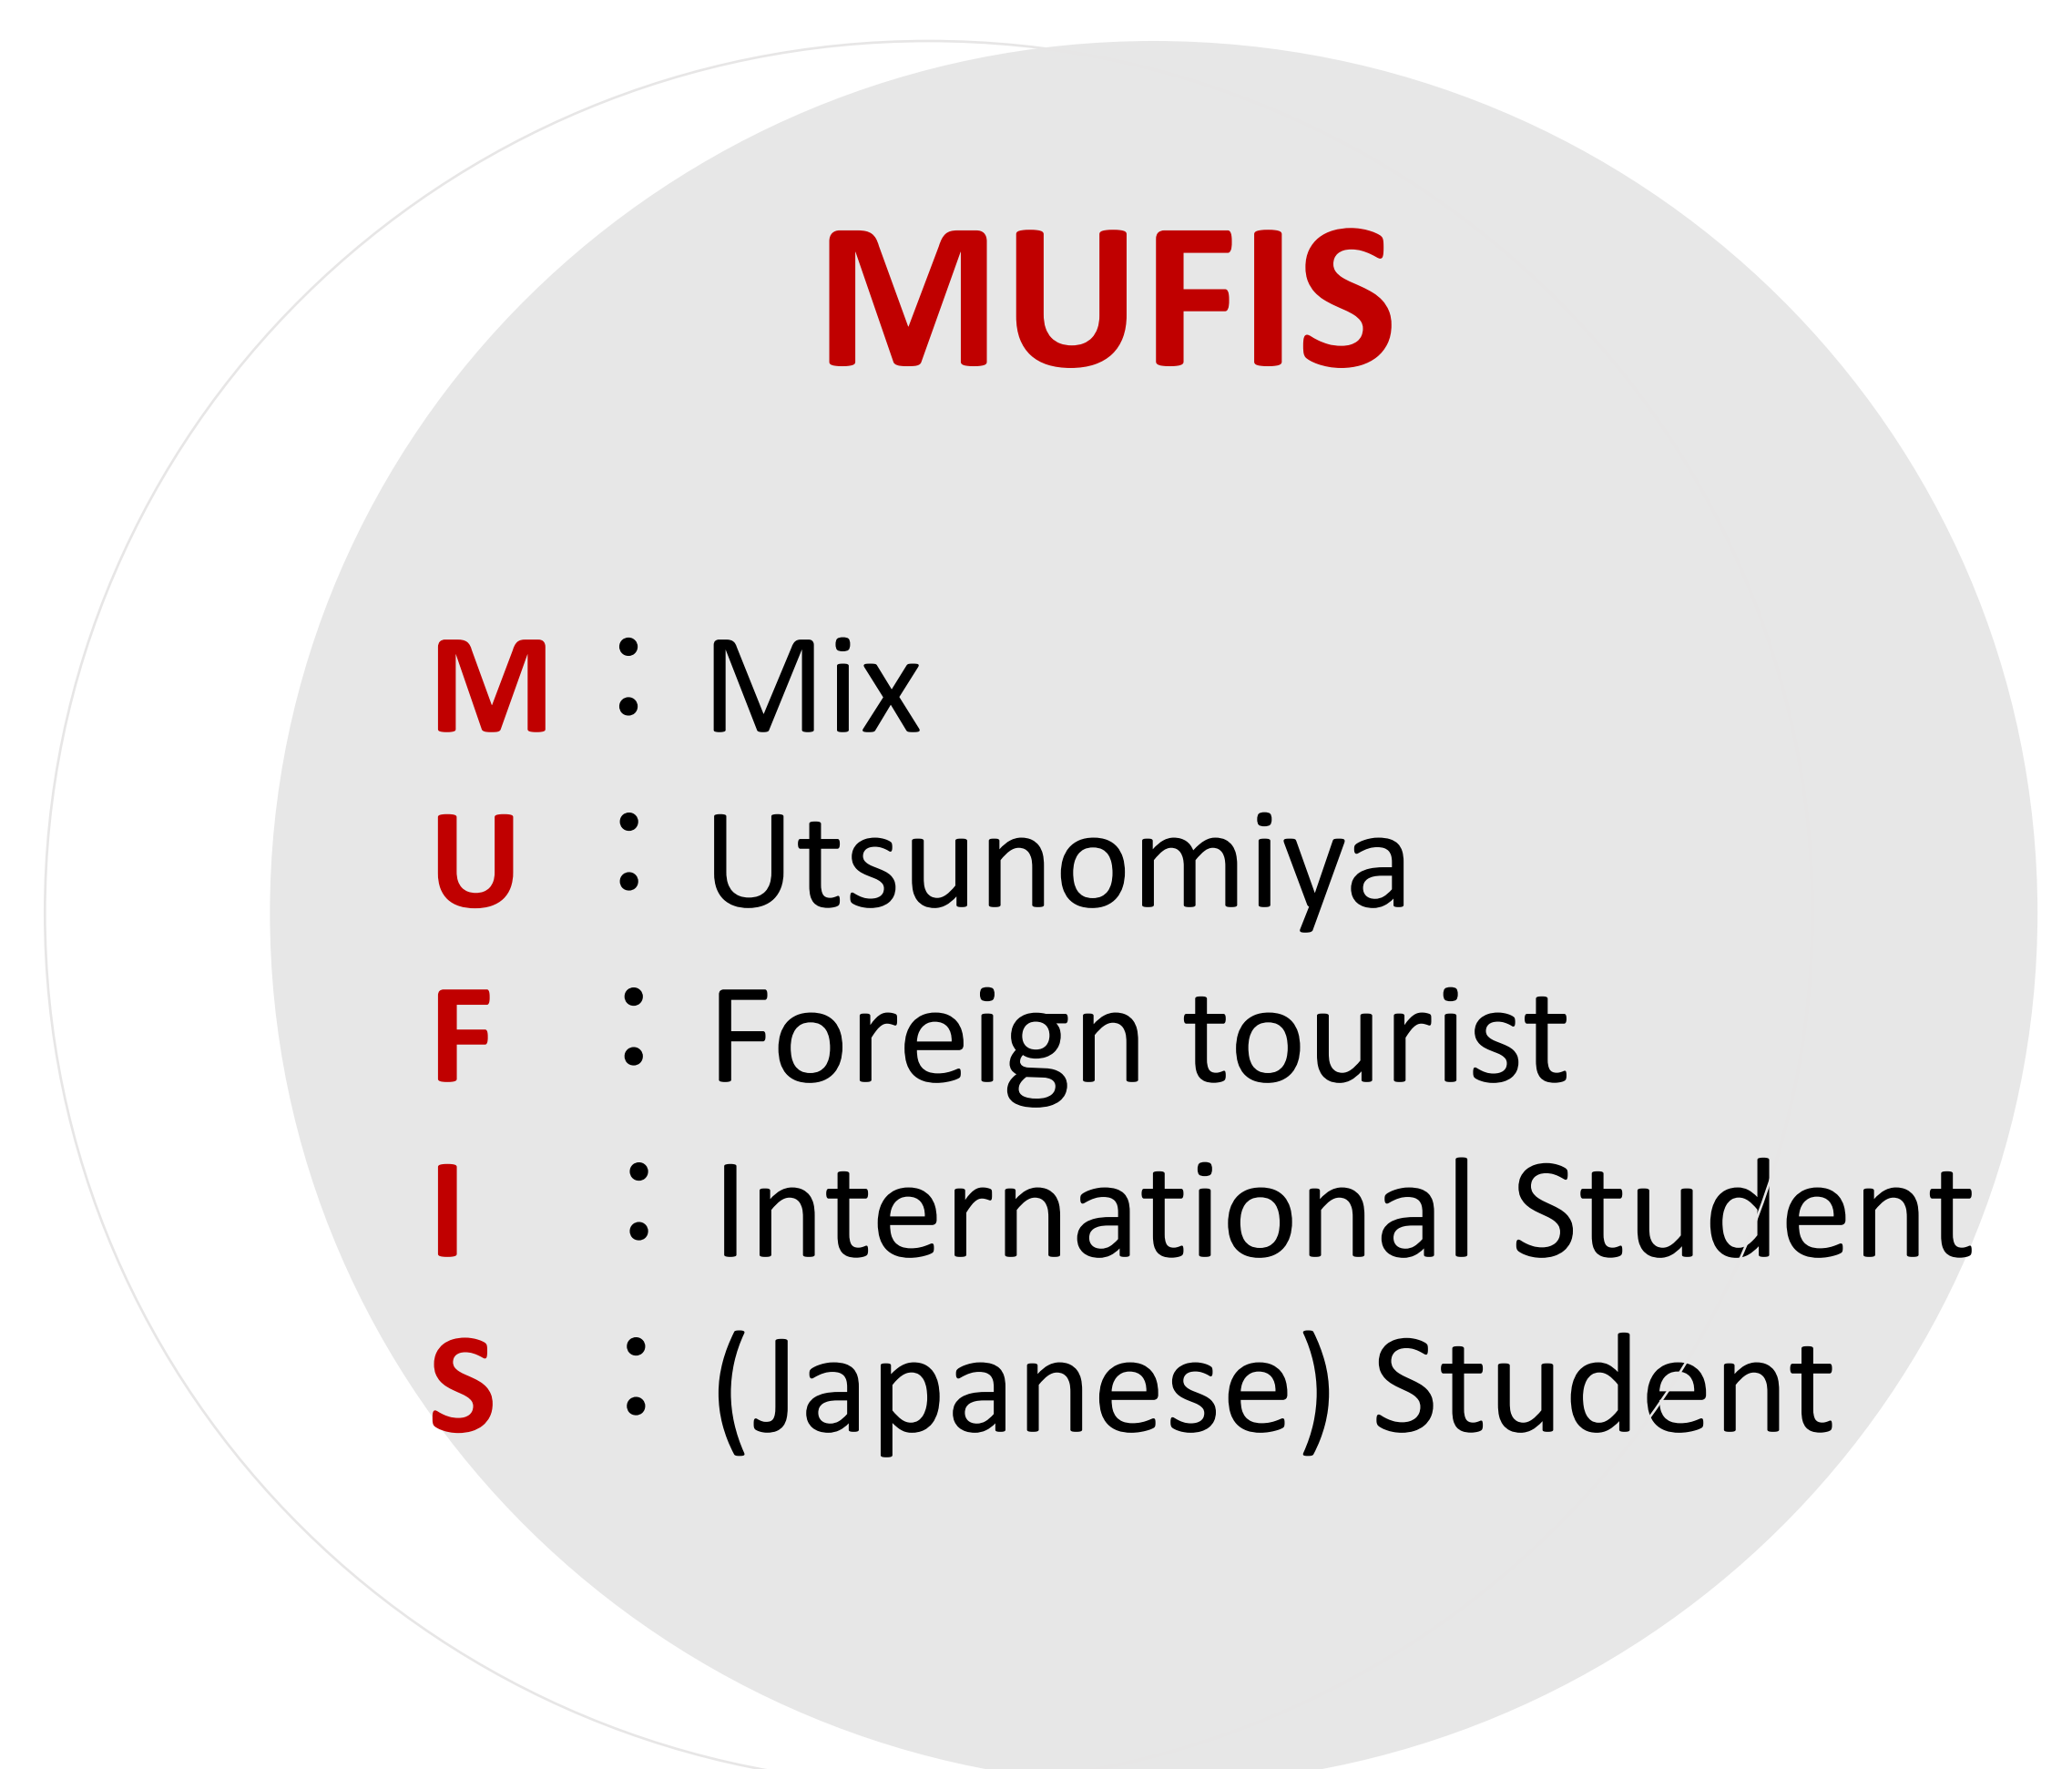 MUFIS
M : Mix
U : Utsunomiya
F : Foreign tourist
I : International Student
S : (Japanese) Student